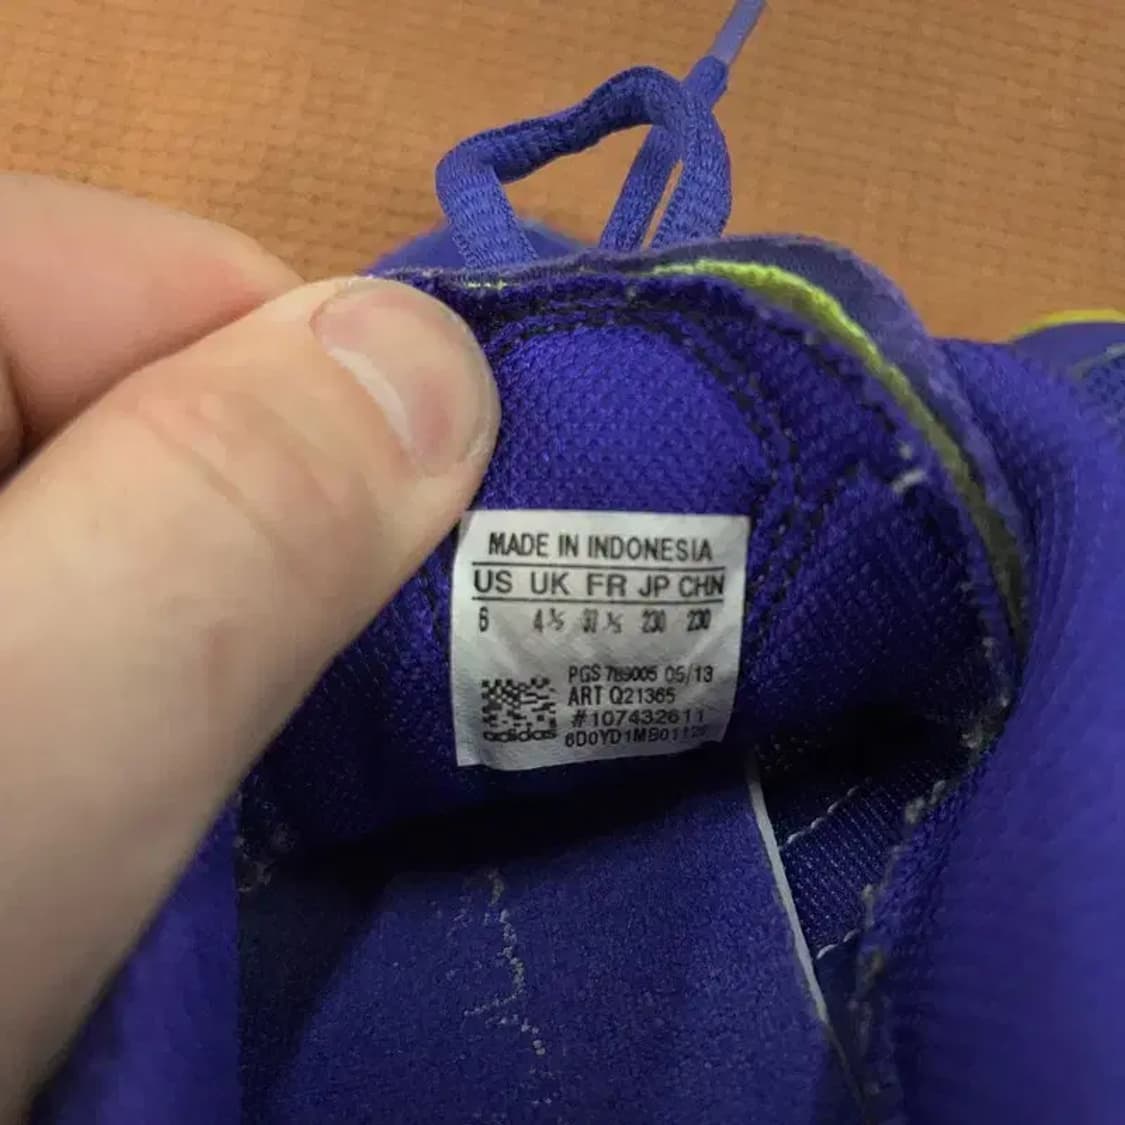 MADE IN INDONESIA
US UK FR JP CHN
6 4½ 37⅓ 230 230
PGS 789005 05/13
ART Q21365
#107432611
adidas